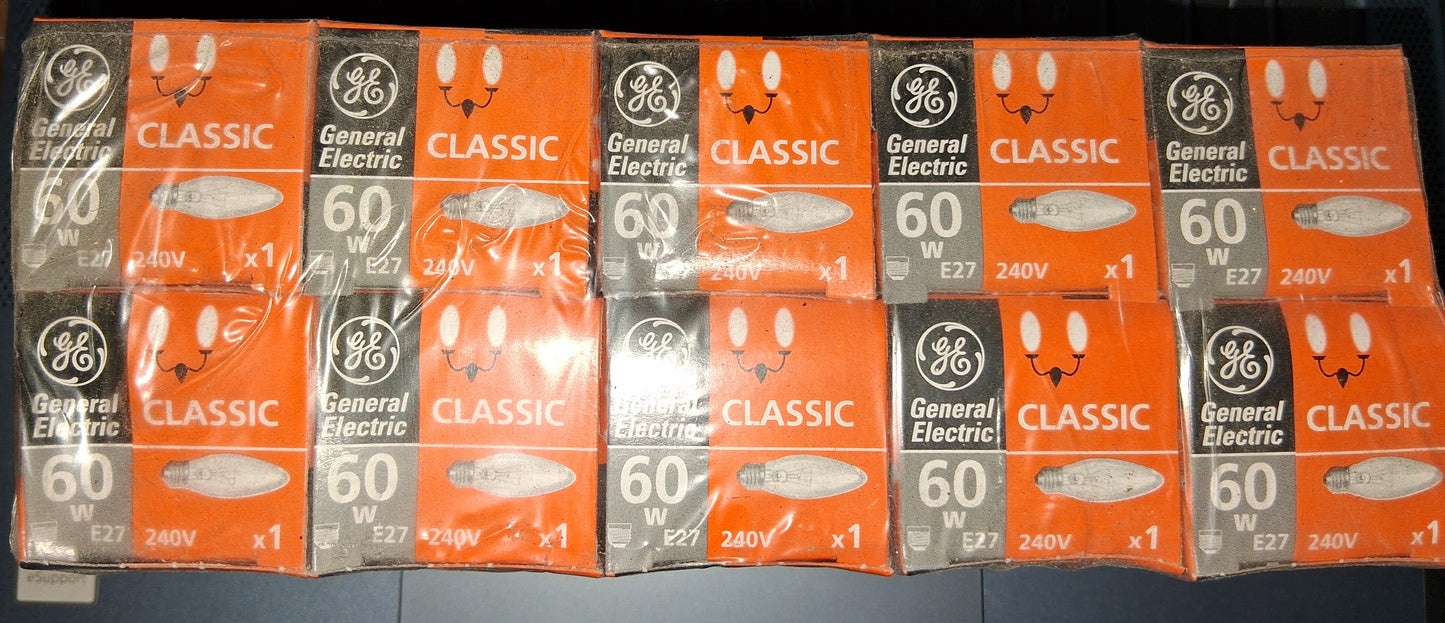 GE
General
Electric
CLASSIC
60
W
E27
240V
x1
GE
General
Electric
CLASSIC
60
W
E27
240V
x1
GE
General
Electric
CLASSIC
60
W
E27
240V
x1
GE
General
Electric
CLASSIC
60
W
E27
240V
x1
GE
General
Electric
CLASSIC
60
W
E27
240V
x1
GE
General
Electric
CLASSIC
60
W
E27
240V
x1
GE
General
Electric
CLASSIC
60
W
E27
240V
x1
GE
General
Electric
CLASSIC
60
W
E27
240V
x1
GE
General
Electric
CLASSIC
60
W
E27
240V
x1
GE
General
Electric
CLASSIC
60
W
E27
240V
x1
eSupport